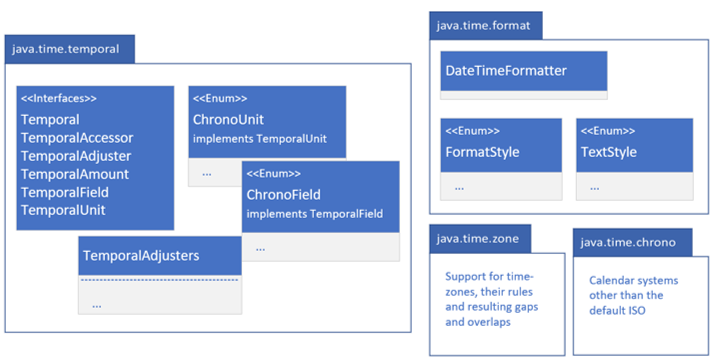 java.time.temporal
<<Interfaces>>
Temporal
TemporalAccessor
TemporalAdjuster
TemporalAmount
TemporalField
TemporalUnit
<<Enum>>
ChronoUnit
implements TemporalUnit
...
<<Enum>>
ChronoField
implements TemporalField
...
TemporalAdjusters
...
java.time.format
DateTimeFormatter
<<Enum>>
FormatStyle
...
<<Enum>>
TextStyle
...
java.time.zone
Support for time-
zones, their rules
and resulting gaps
and overlaps
java.time.chrono
Calendar systems
other than the
default ISO